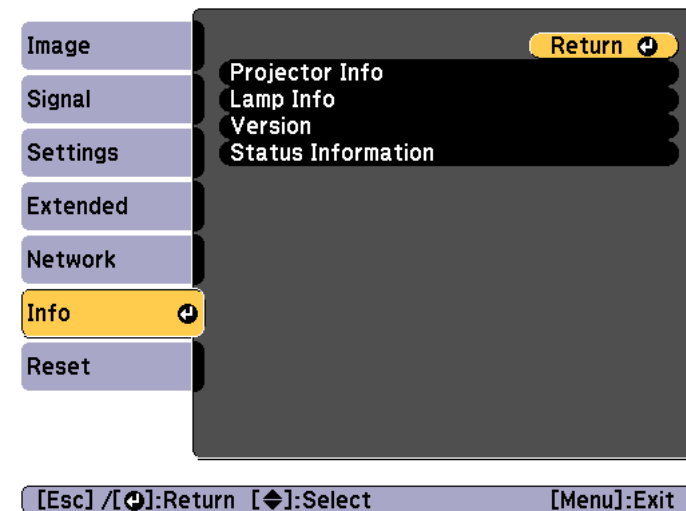 Image
Signal
Settings
Extended
Network
Info
Reset
Return
Projector Info
Lamp Info
Version
Status Information
[Esc] /[ ]:Return [ ]:Select [Menu]:Exit